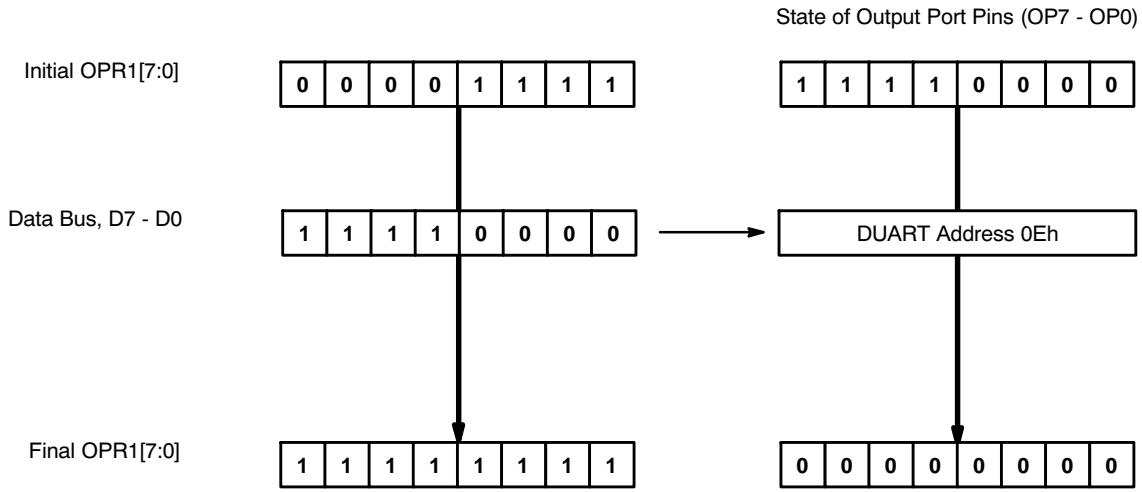 State of Output Port Pins (OP7 - OP0)
Initial OPR1[7:0]
0 0 0 0 1 1 1 1
1 1 1 1 0 0 0 0
Data Bus, D7 - D0
1 1 1 1 0 0 0 0
DUART Address 0Eh
Final OPR1[7:0]
1 1 1 1 1 1 1 1
0 0 0 0 0 0 0 0